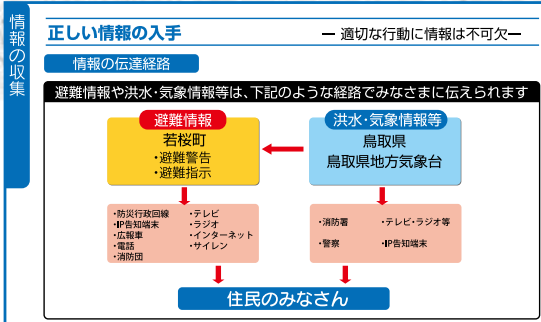 情報の収集
正しい情報の入手
― 適切な行動に情報は不可欠―
情報の伝達経路
避難情報や洪水・気象情報等は、下記のような経路でみなさまに伝えられます
避難情報
若桜町
・避難警告
・避難指示
洪水・気象情報等
鳥取県
鳥取県地方気象台
・防災行政回線
・IP告知端末
・広報車
・電話
・消防団
・テレビ
・ラジオ
・インターネット
・サイレン
・消防署
・テレビ・ラジオ等
・警察
・IP告知端末
住民のみなさん